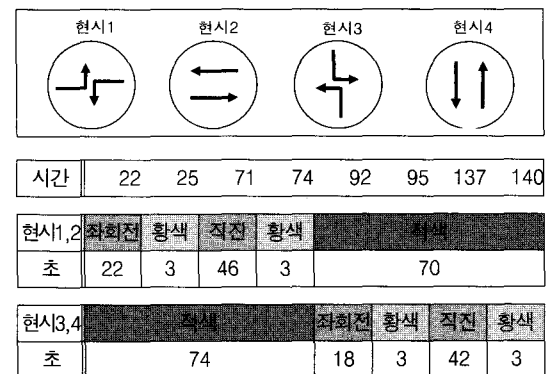 현시1 현시2 현시3 현시4
시간 22 25 71 74 92 95 137 140
현시1,2 좌회전 황색 직진 황색 적색
초 22 3 46 3 70
현시3,4 적색 좌회전 황색 직진 황색
초 74 18 3 42 3